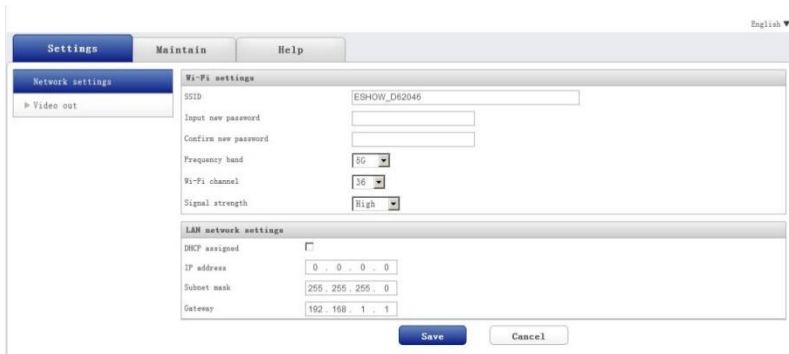 English ▼
Settings Maintain Help
Network settings
▷ Video out
Wi-Fi settings
SSID ESHOW_D62046
Input new password
Confirm new password
Frequency band 5G
Wi-Fi channel 36
Signal strength High
LAN network settings
DHCP assigned
IP address 0 . 0 . 0 . 0
Subnet mask 255 . 255 . 255 . 0
Gateway 192 . 168 . 1 . 1
Save Cancel